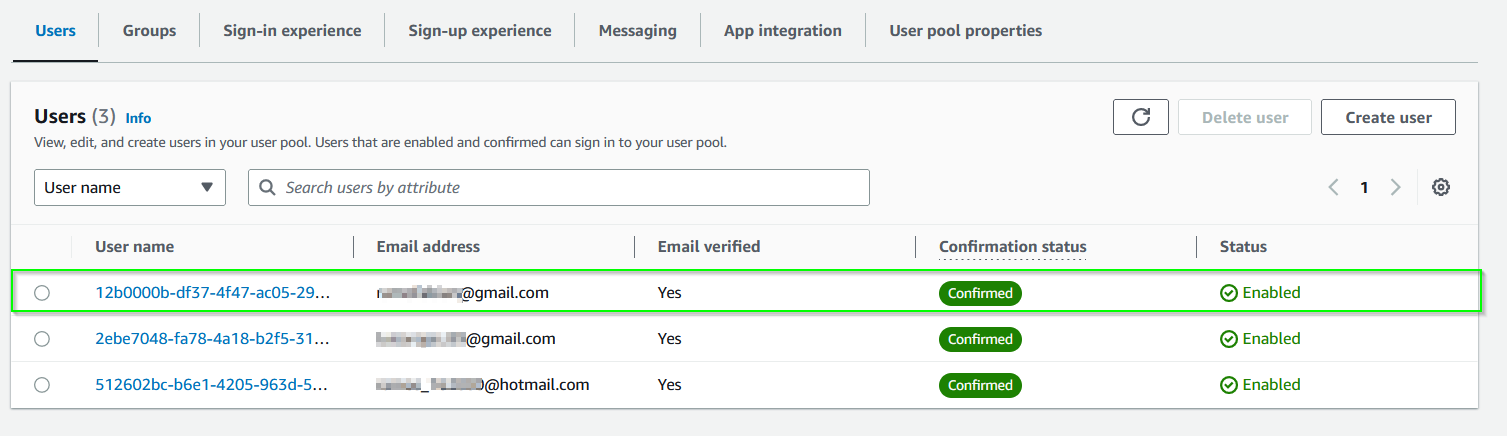 Users Groups Sign-in experience Sign-up experience Messaging App integration User pool properties
Users (3) Info
Delete user Create user
View, edit, and create users in your user pool. Users that are enabled and confirmed can sign in to your user pool.
User name Search users by attribute 1
User name Email address Email verified Confirmation status Status
12b0000b-df37-4f47-ac05-29... @gmail.com Yes Confirmed Enabled
2ebe7048-fa78-4a18-b2f5-31... @gmail.com Yes Confirmed Enabled
512602bc-b6e1-4205-963d-5... @hotmail.com Yes Confirmed Enabled